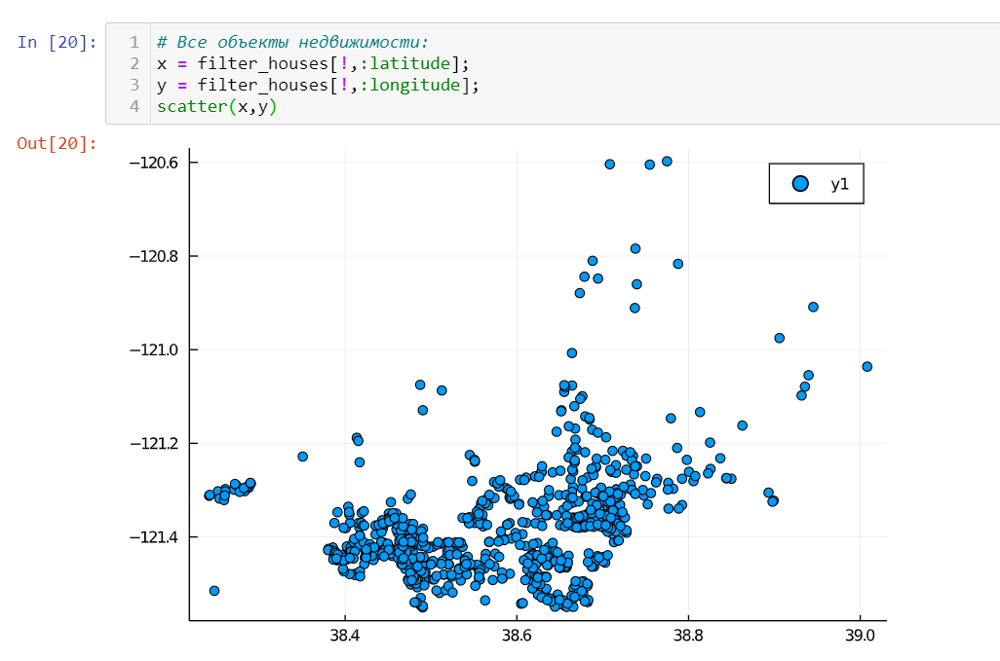 In [20]:
1 # Все объекты недвижимости:
2 x = filter_houses[!,:latitude];
3 y = filter_houses[!,:longitude];
4 scatter(x,y)
Out[20]:
−120.6
y1
−120.8
−121.0
−121.2
−121.4
38.4 38.6 38.8 39.0